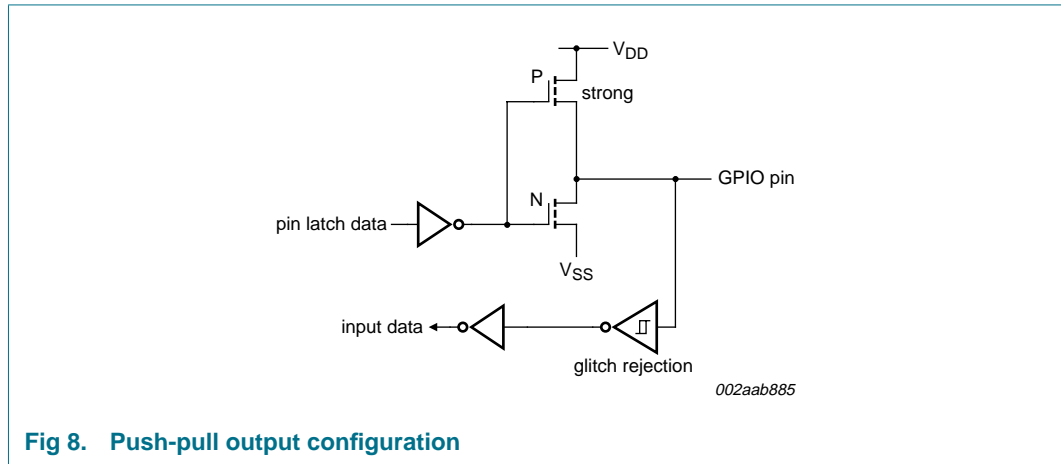 VDD
P
strong
GPIO pin
N
pin latch data
VSS
input data
glitch rejection
002aab885
Fig 8. Push-pull output configuration